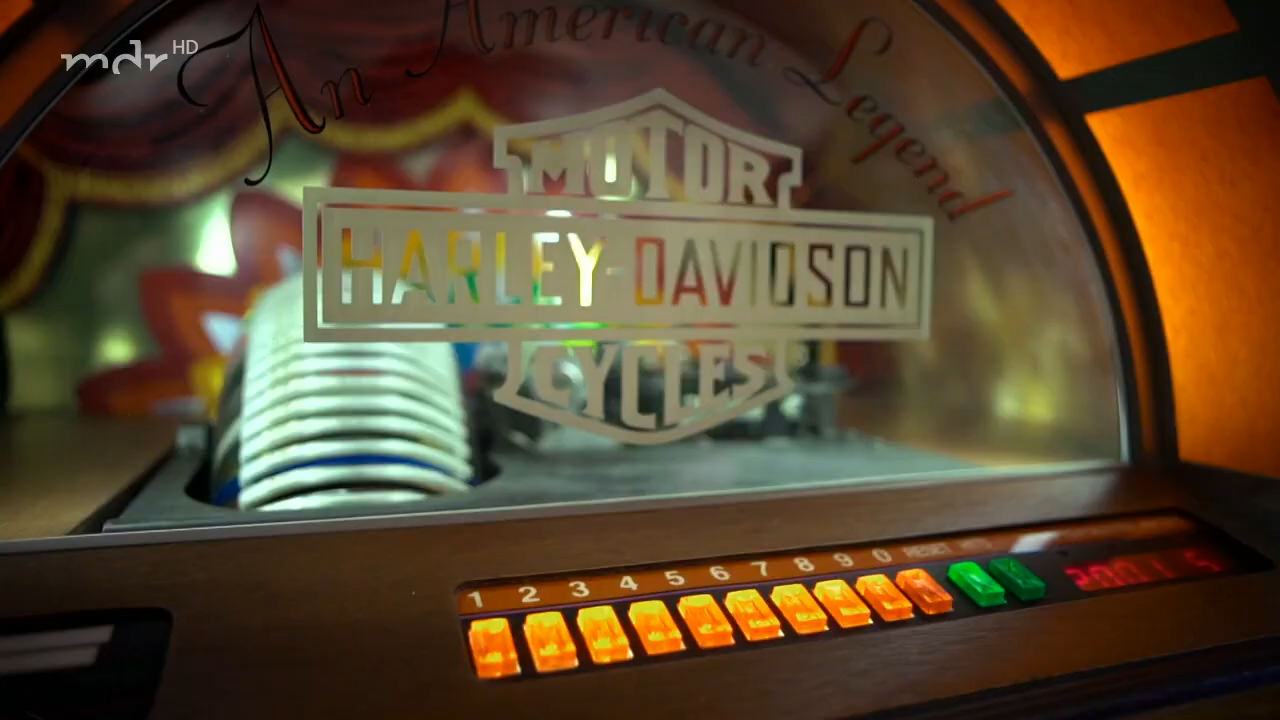 mdr HD
An American Legend
MOTOR
HARLEY-DAVIDSON
CYCLES
1 2 3 4 5 6 7 8 9 0 RESET